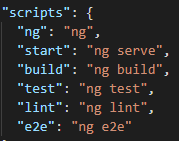 "scripts": {
"ng": "ng",
"start": "ng serve",
"build": "ng build",
"test": "ng test",
"lint": "ng lint",
"e2e": "ng e2e"